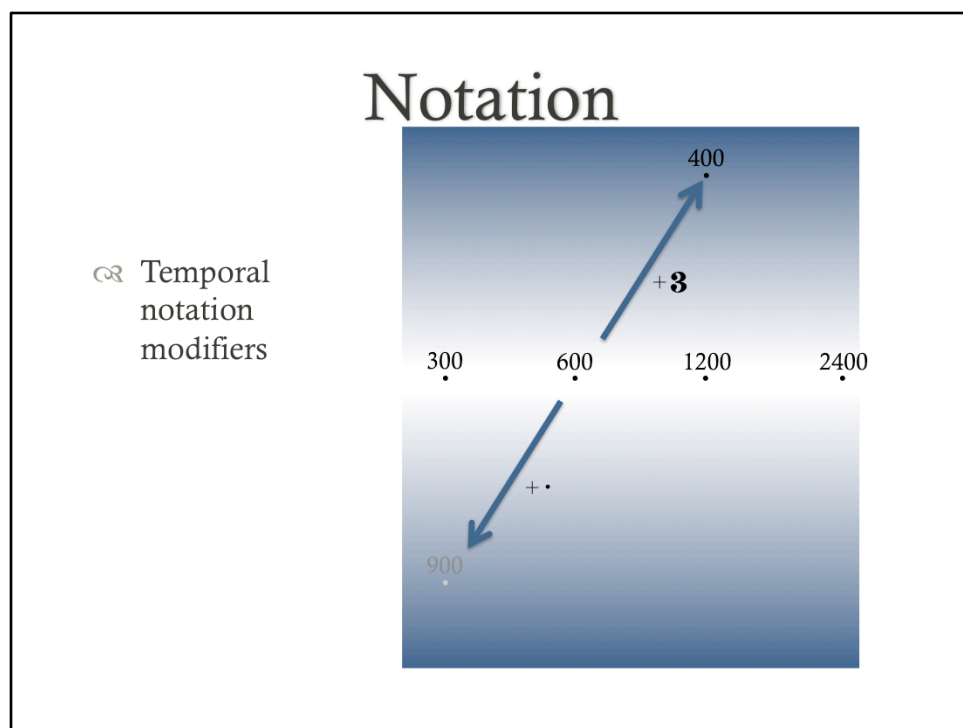 Notation
Temporal
notation
modifiers
400
+3
300 600 1200 2400
+·
900